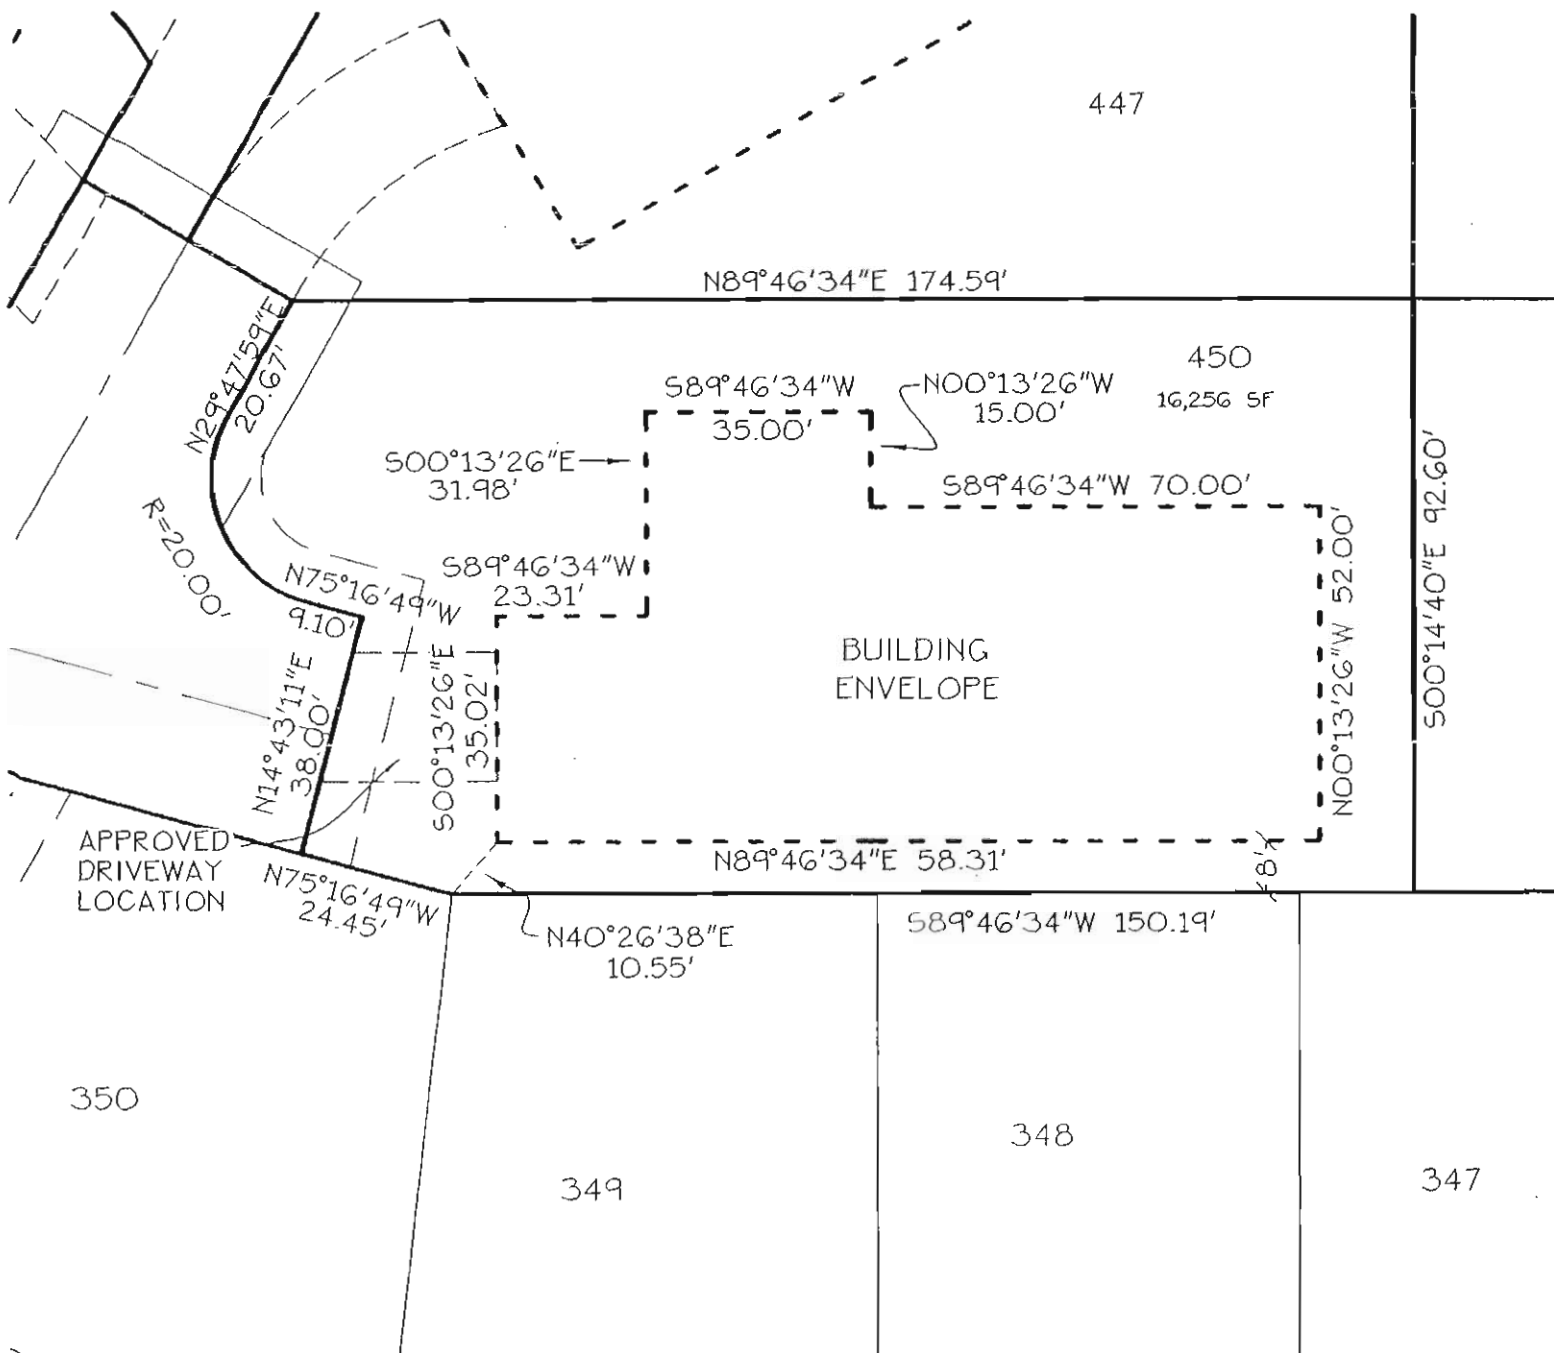 447
N89°46'34"E 174.59'
450
16,256 SF
S89°46'34"W
35.00'
N00°13'26"W
15.00'
N29°47'59"E
20.67'
S00°13'26"E
31.98'
S89°46'34"W 70.00'
S00°14'40"E 92.60'
R=20.00'
S89°46'34"W
23.31'
N75°16'49"W
9.10'
N00°13'26"W 52.00'
BUILDING
ENVELOPE
S00°13'26"E
35.02'
N14°43'11"E
38.00'
APPROVED
DRIVEWAY
LOCATION
N89°46'34"E 58.31'
8'
N75°16'49"W
24.45'
S89°46'34"W 150.19'
N40°26'38"E
10.55'
350
349
348
347